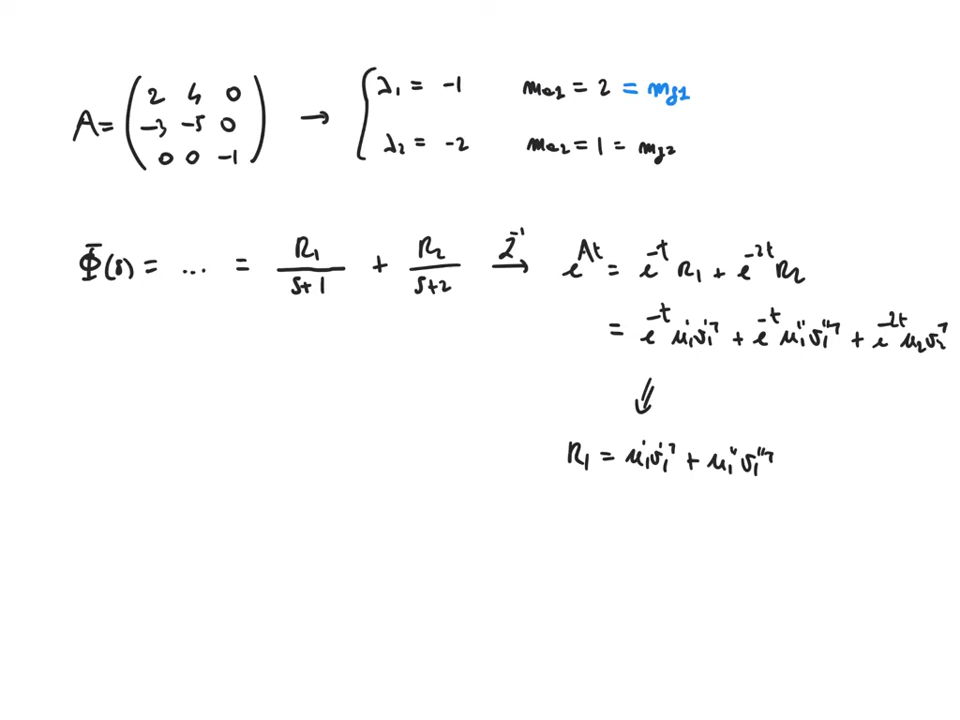 A = ( 2 4 0 ; -3 -5 0 ; 0 0 -1 ) → { λ₁ = -1   ma₁ = 2 = mg₁
λ₂ = -2   ma₂ = 1 = mg₂
Φ(s) = ... = R₁/(s+1) + R₂/(s+2) →(ℒ⁻¹) e^{At} = e^{-t} R₁ + e^{-2t} R₂
= e^{-t} u₁'v₁'ᵀ + e^{-t} u₁''v₁''ᵀ + e^{-2t} u₂v₂ᵀ
⇓
R₁ = u₁'v₁'ᵀ + u₁''v₁''ᵀ